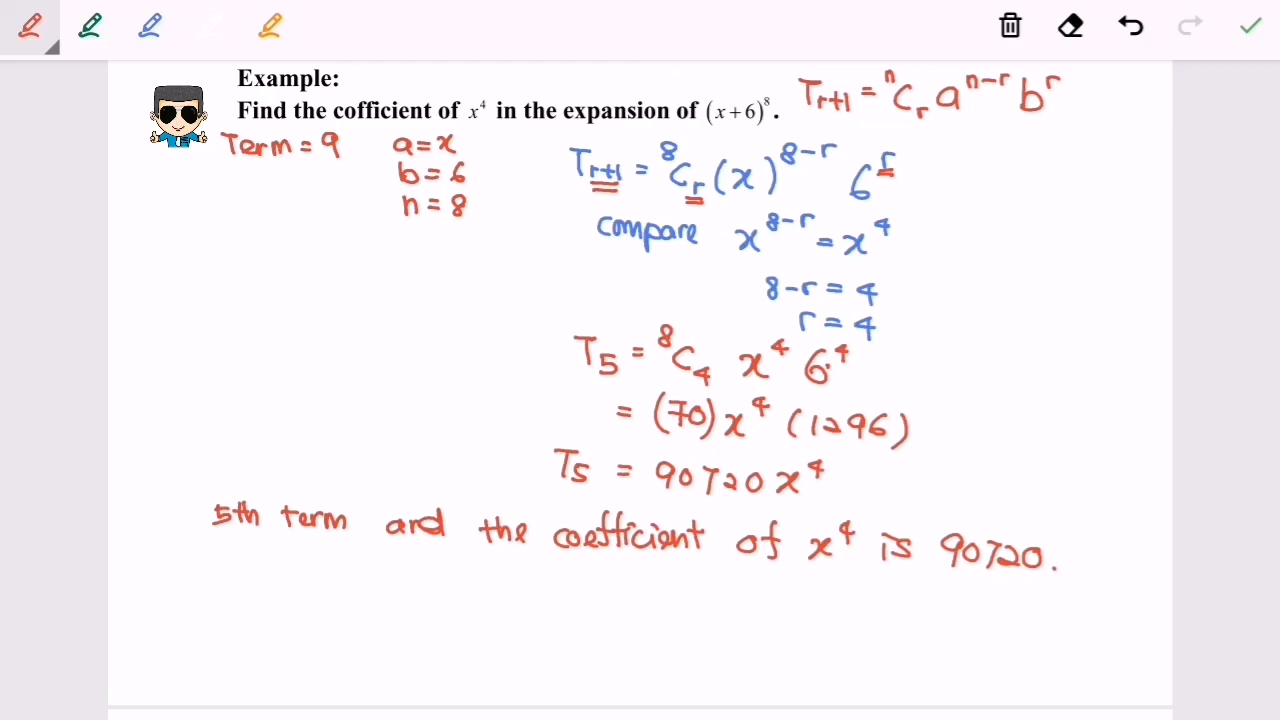 Example:
Find the cofficient of x⁴ in the expansion of (x+6)⁸.
Tr+1 = ⁿCr aⁿ⁻ʳ bʳ
Term = 9
a = x
b = 6
n = 8
Tr+1 = ⁸Cr (x)⁸⁻ʳ 6ʳ
compare x⁸⁻ʳ = x⁴
8-r = 4
r = 4
T5 = ⁸C4 x⁴ 6⁴
= (70) x⁴ (1296)
T5 = 90720 x⁴
5th term and the coefficient of x⁴ is 90720.